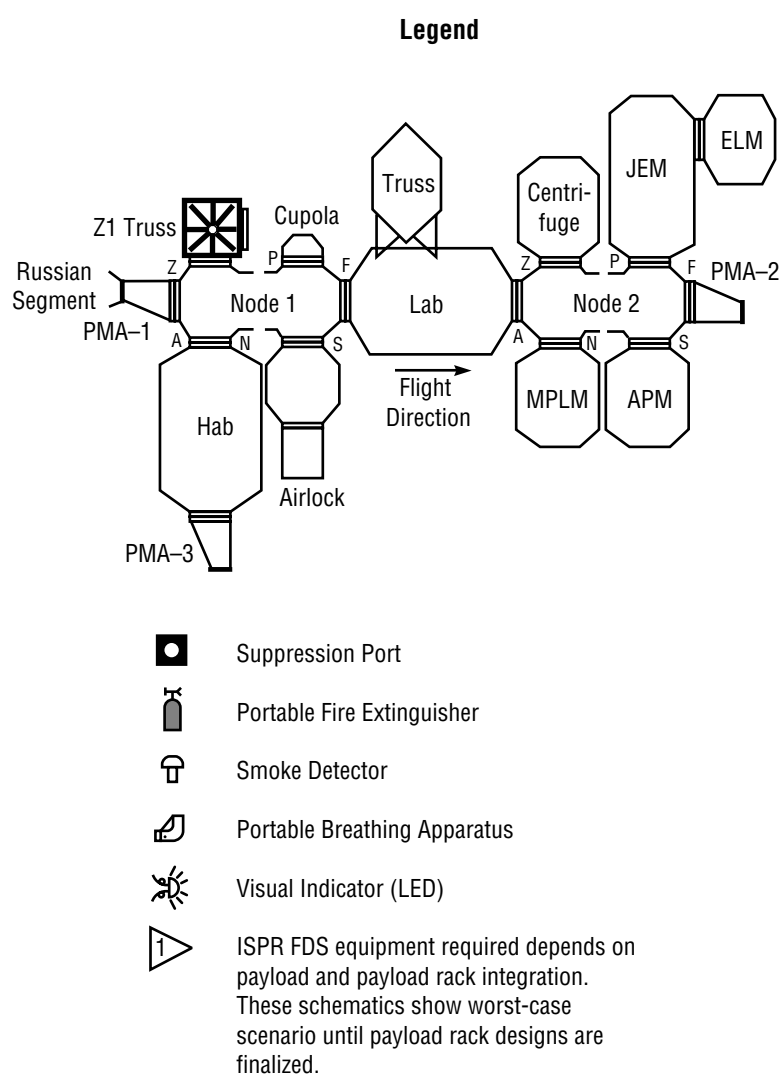 Legend
ELM
JEM
Truss
Centri-
fuge
Cupola
Z1 Truss
Z
P
F
Z
P
F
PMA–2
Russian
Segment
Node 1
Lab
Node 2
PMA–1
A
N
S
A
N
S
Flight
Direction
MPLM
APM
Hab
Airlock
PMA–3
Suppression Port
Portable Fire Extinguisher
Smoke Detector
Portable Breathing Apparatus
Visual Indicator (LED)
1
ISPR FDS equipment required depends on
payload and payload rack integration.
These schematics show worst-case
scenario until payload rack designs are
finalized.